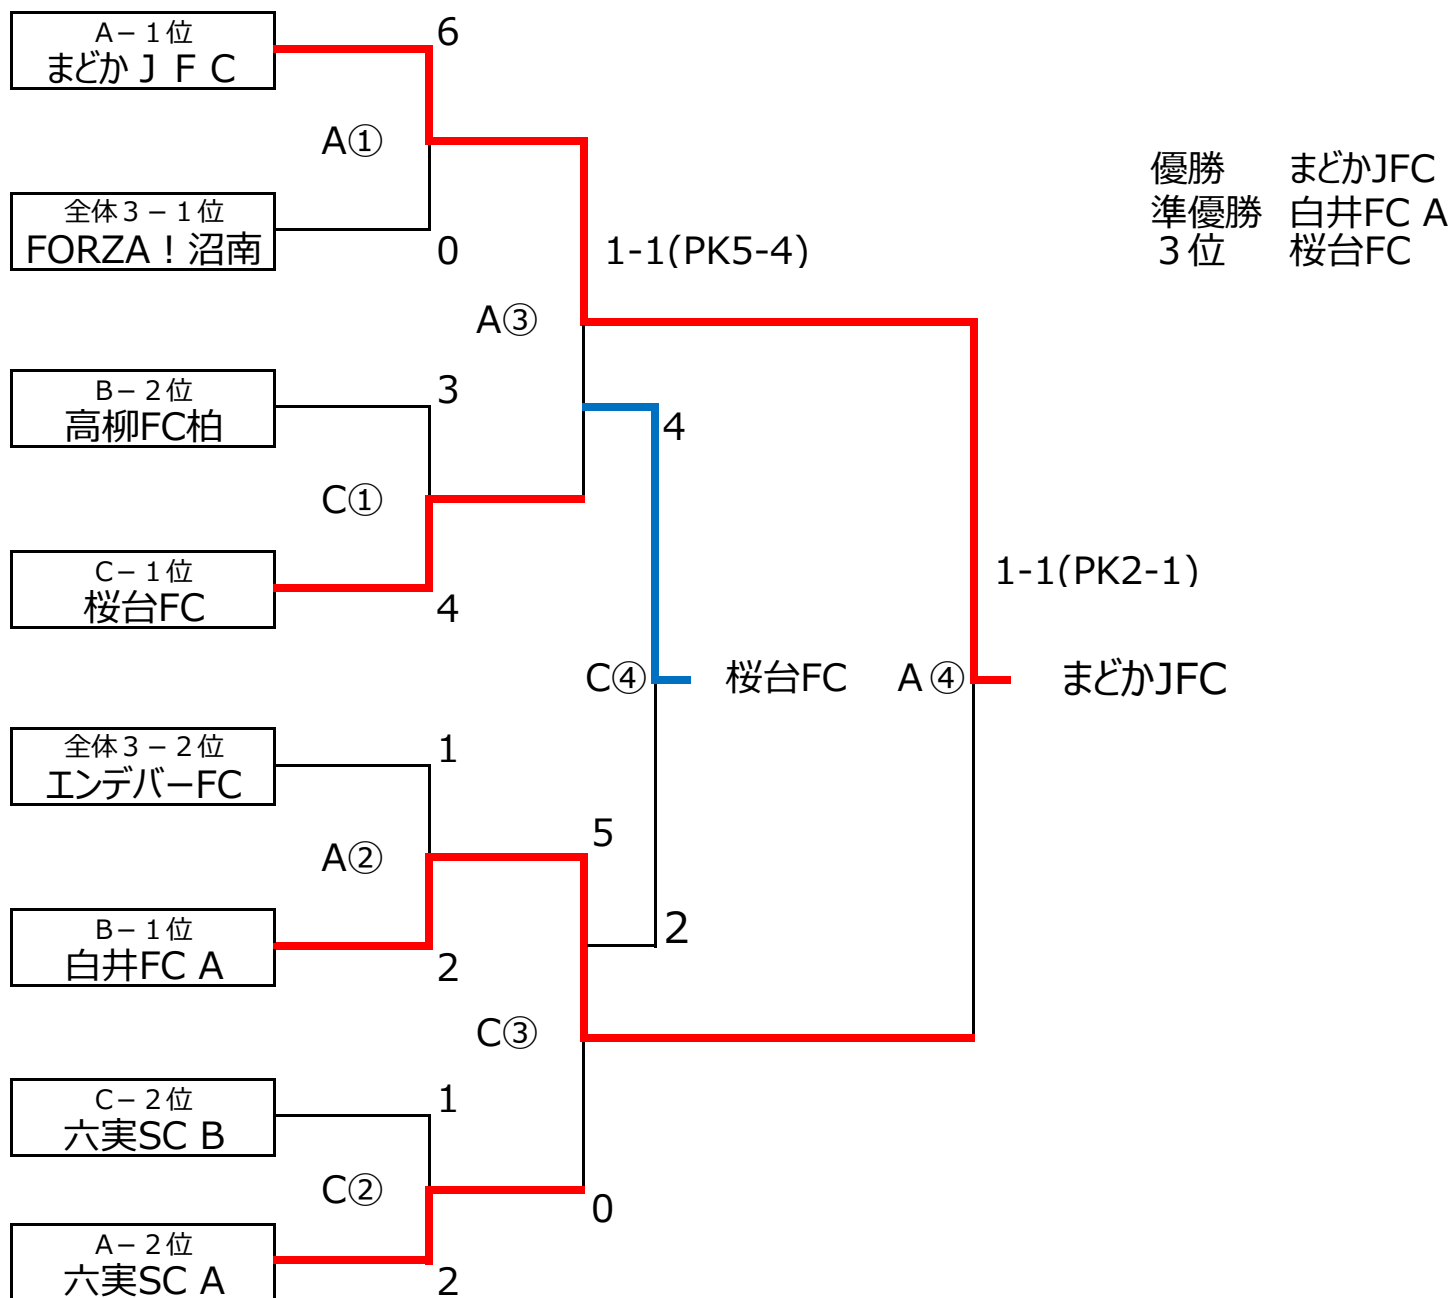 A－１位
まどかＪＦＣ
6
A①
全体３－１位
FORZA！沼南
0
1-1(PK5-4)
優勝　まどかJFC
準優勝　白井FC A
３位　桜台FC
A③
B－２位
高柳FC柏
3
4
C①
C－１位
桜台FC
4
1-1(PK2-1)
C④
桜台FC
A④
まどかJFC
全体３－２位
エンデバーFC
1
5
A②
B－１位
白井FC A
2
2
C③
C－２位
六実SC B
1
C②
0
A－２位
六実SC A
2